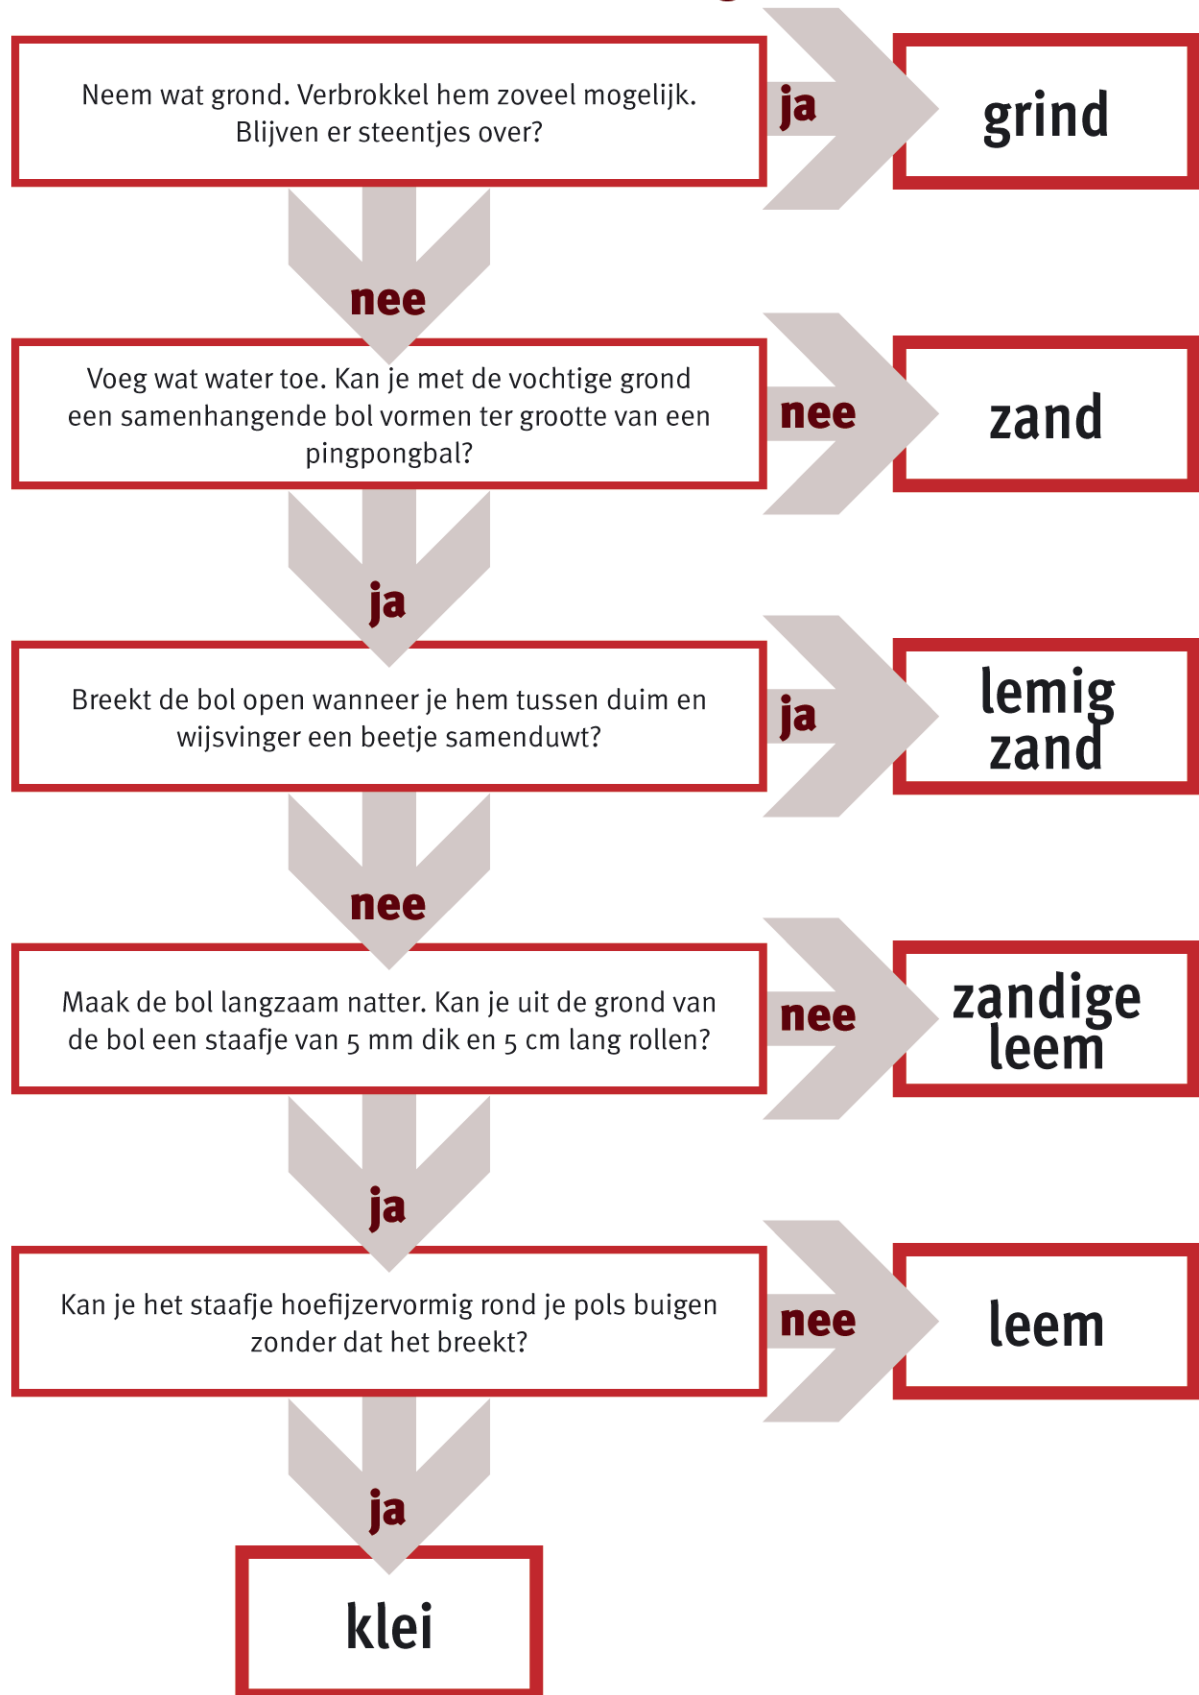 Neem wat grond. Verbrokkel hem zoveel mogelijk.
Blijven er steentjes over?
ja
grind
nee
Voeg wat water toe. Kan je met de vochtige grond
een samenhangende bol vormen ter grootte van een
pingpongbal?
nee
zand
ja
Breekt de bol open wanneer je hem tussen duim en
wijsvinger een beetje samenduwt?
ja
lemig
zand
nee
Maak de bol langzaam natter. Kan je uit de grond van
de bol een staafje van 5 mm dik en 5 cm lang rollen?
nee
zandige
leem
ja
Kan je het staafje hoefijzervormig rond je pols buigen
zonder dat het breekt?
nee
leem
ja
klei